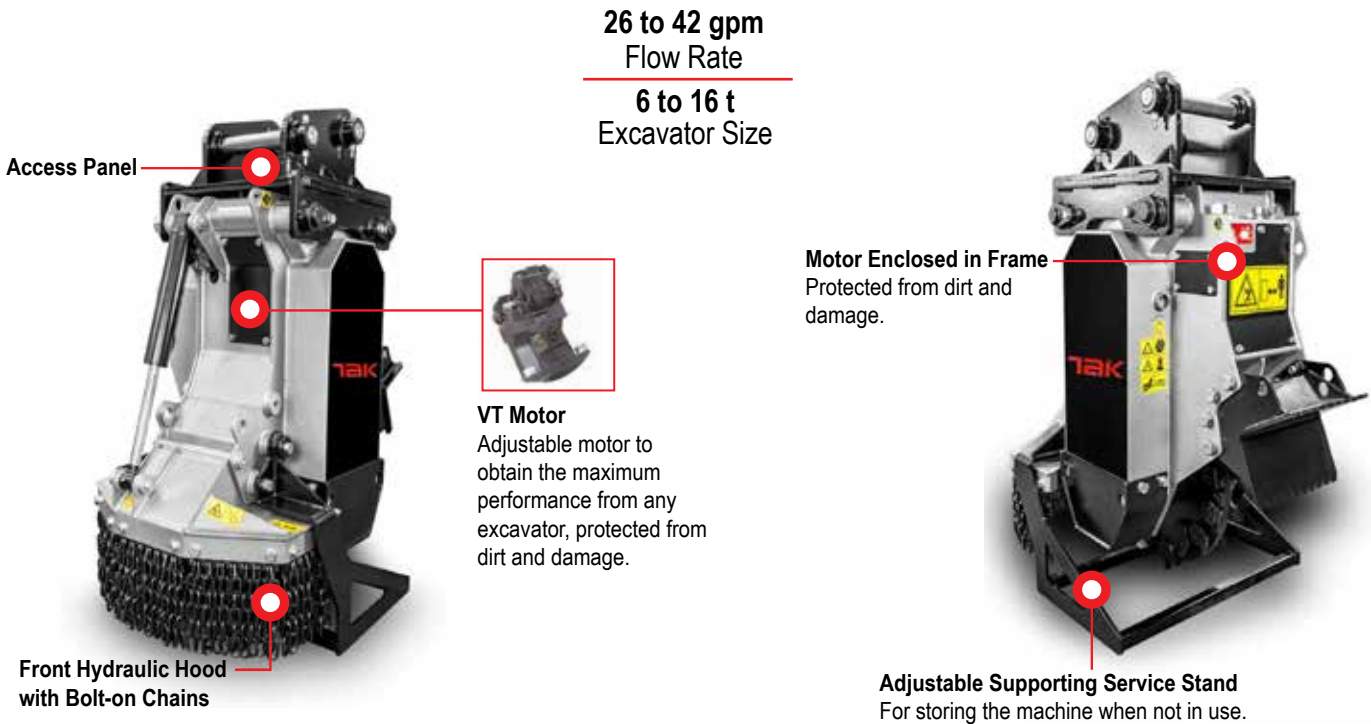 26 to 42 gpm
Flow Rate
6 to 16 t
Excavator Size
Access Panel
VT Motor
Adjustable motor to
obtain the maximum
performance from any
excavator, protected from
dirt and damage.
Front Hydraulic Hood
with Bolt-on Chains
Motor Enclosed in Frame
Protected from dirt and
damage.
Adjustable Supporting Service Stand
For storing the machine when not in use.